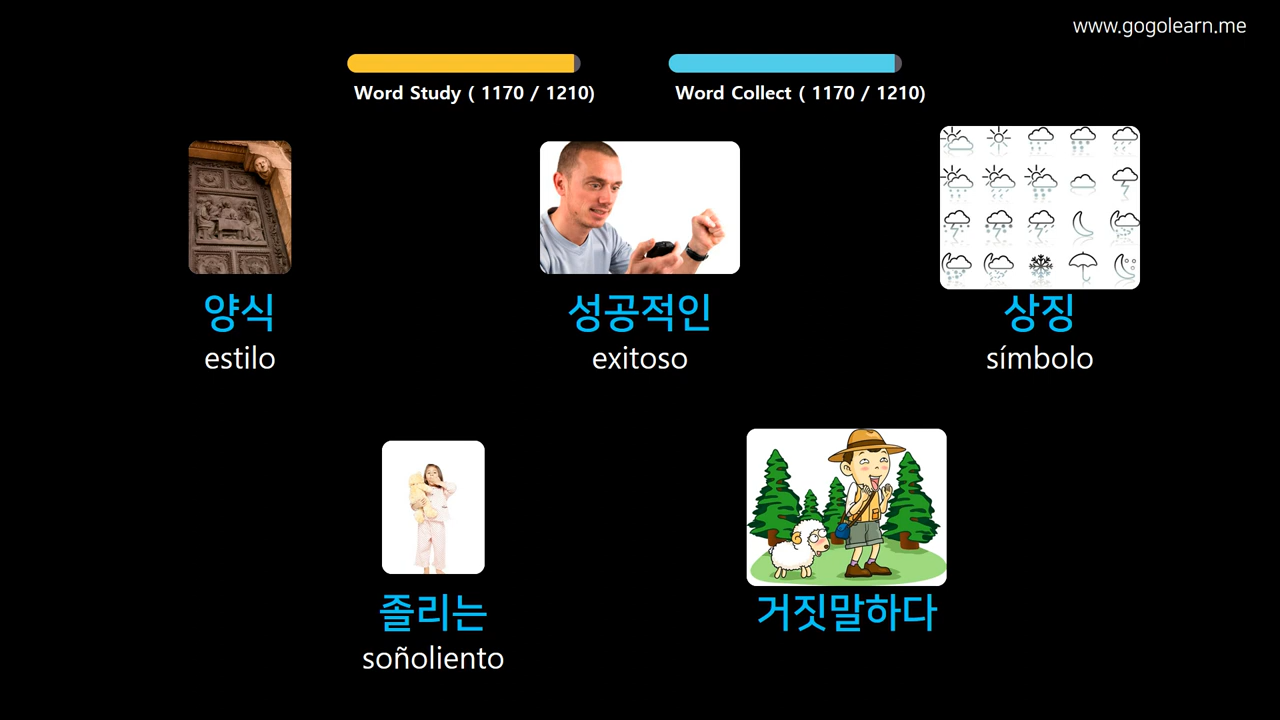 www.gogolearn.me
Word Study ( 1170 / 1210)
Word Collect ( 1170 / 1210)
양식
estilo
성공적인
exitoso
상징
símbolo
졸리는
soñoliento
거짓말하다